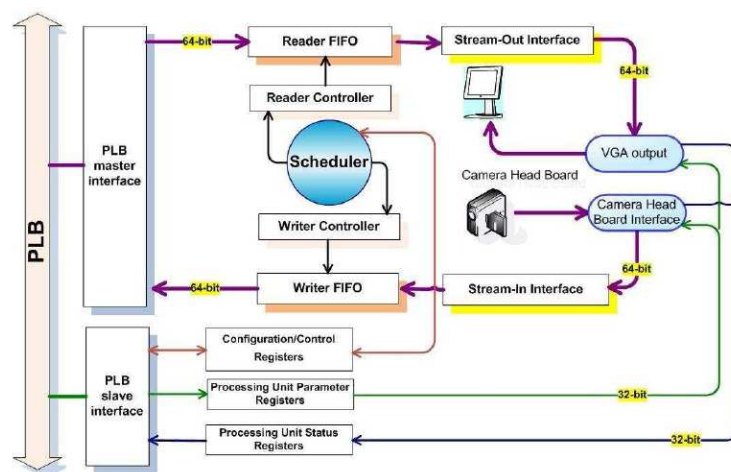 64-bit
Reader FIFO
Stream-Out Interface
64-bit
Reader Controller
PLB
master
interface
Scheduler
VGA output
Camera Head Board
Camera Head
Board Interface
Writer Controller
PLB
64-bit
64-bit
Writer FIFO
Stream-In Interface
Configuration/Control
Registers
PLB
slave
interface
Processing Unit Parameter
Registers
32-bit
Processing Unit Status
Registers
32-bit